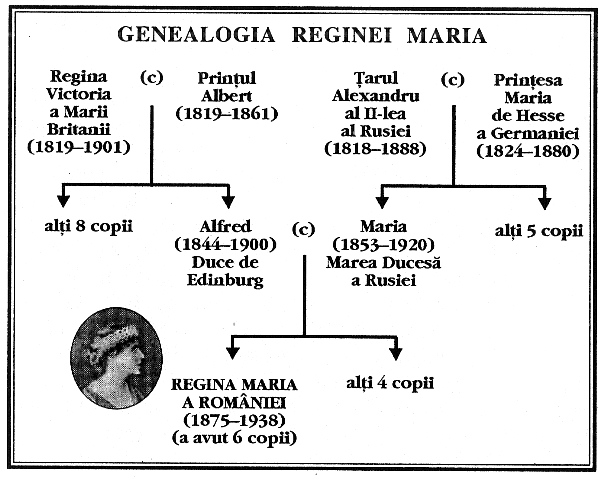 GENEALOGIA REGINEI MARIA
Regina
Victoria
a Marii
Britanii
(1819–1901)
(c)
Prințul
Albert
(1819–1861)
Țarul
Alexandru
al II-lea
al Rusiei
(1818–1888)
(c)
Prințesa
Maria
de Hesse
a Germaniei
(1824–1880)
alți 8 copii
Alfred
(1844–1900)
Duce de
Edinburg
(c)
Maria
(1853–1920)
Marea Ducesă
a Rusiei
alți 5 copii
REGINA MARIA
A ROMÂNIEI
(1875–1938)
(a avut 6 copii)
alți 4 copii